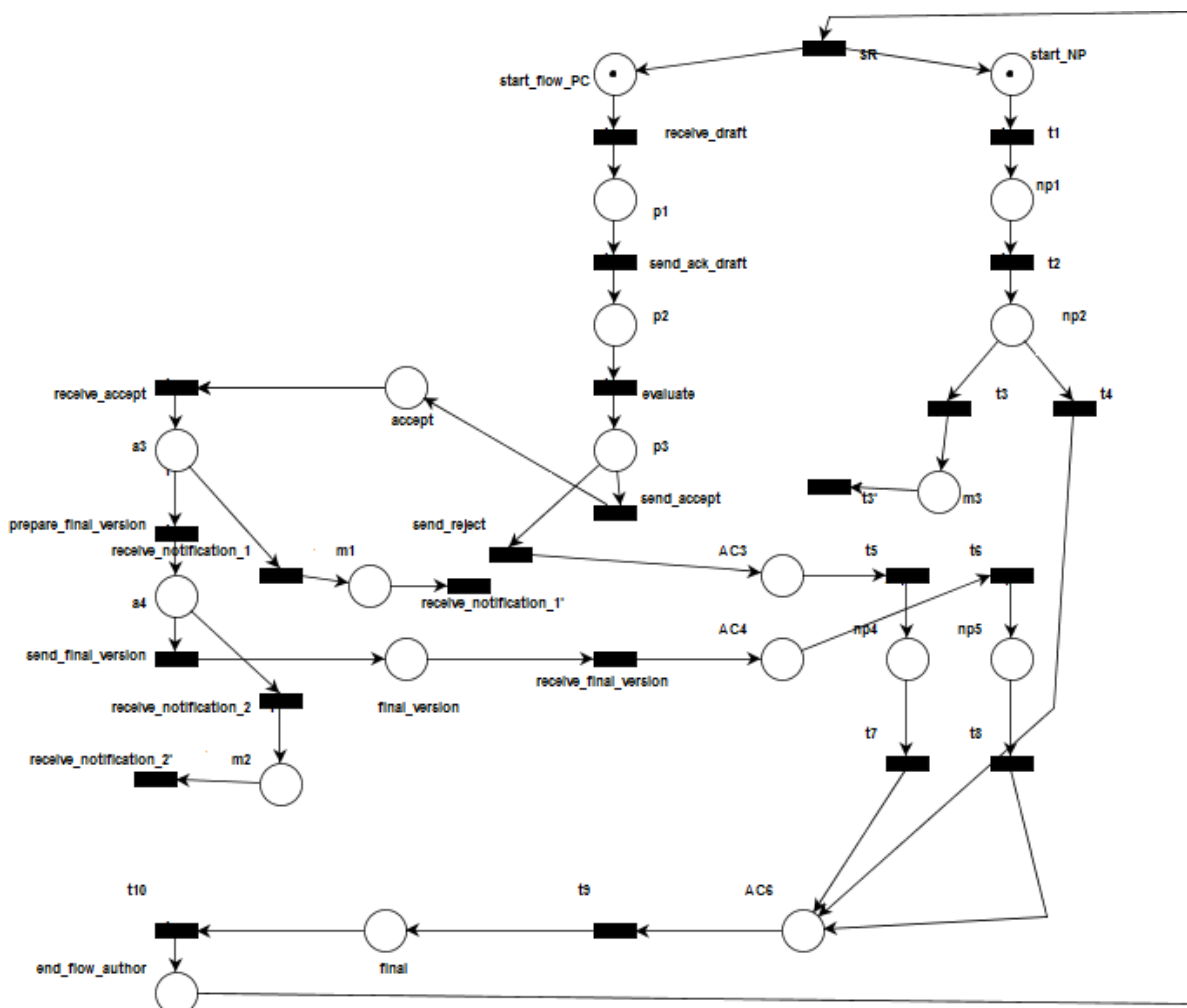 SR
start_NP
start_flow_PC
receive_draft
t1
np1
p1
send_ack_draft
t2
p2
np2
receive_accept
evaluate
t3
t4
accept
a3
p3
send_accept
t3'
m3
prepare_final_version
send_reject
receive_notification_1
m1
AC3
t5
t6
a4
receive_notification_1'
AC4
np4
np5
send_final_version
receive_final_version
receive_notification_2
final_version
t7
t8
receive_notification_2'
m2
t10
t9
AC6
end_flow_author
final